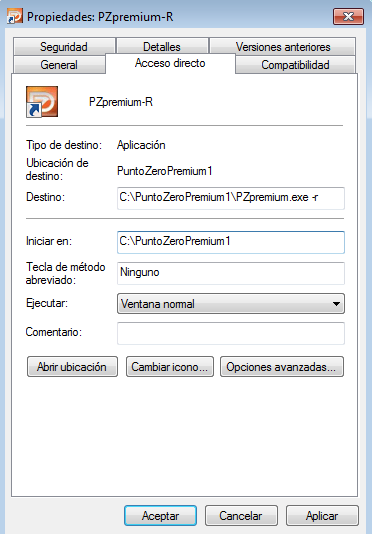 Propiedades: PZpremium-R
Seguridad
Detalles
Versiones anteriores
General
Acceso directo
Compatibilidad
PZpremium-R
Tipo de destino: Aplicación
Ubicación de destino: PuntoZeroPremium1
Destino: C:\PuntoZeroPremium1\PZpremium.exe -r
Iniciar en: C:\PuntoZeroPremium1
Tecla de método abreviado: Ninguno
Ejecutar: Ventana normal
Comentario:
Abrir ubicación
Cambiar icono...
Opciones avanzadas...
Aceptar
Cancelar
Aplicar